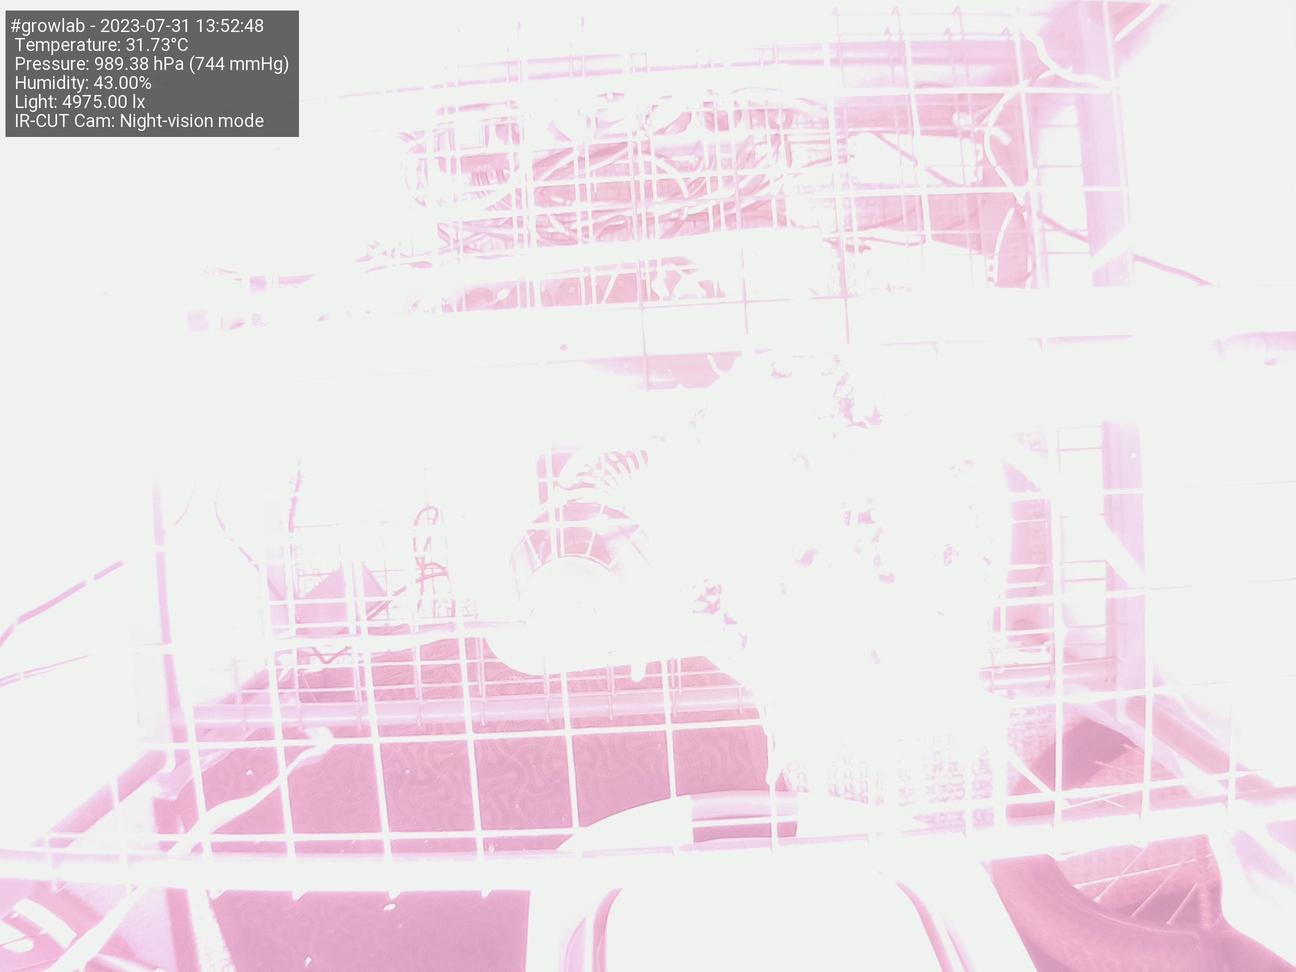 #growlab - 2023-07-31 13:52:48
Temperature: 31.73°C
Pressure: 989.38 hPa (744 mmHg)
Humidity: 43.00%
Light: 4975.00 lx
IR-CUT Cam: Night-vision mode